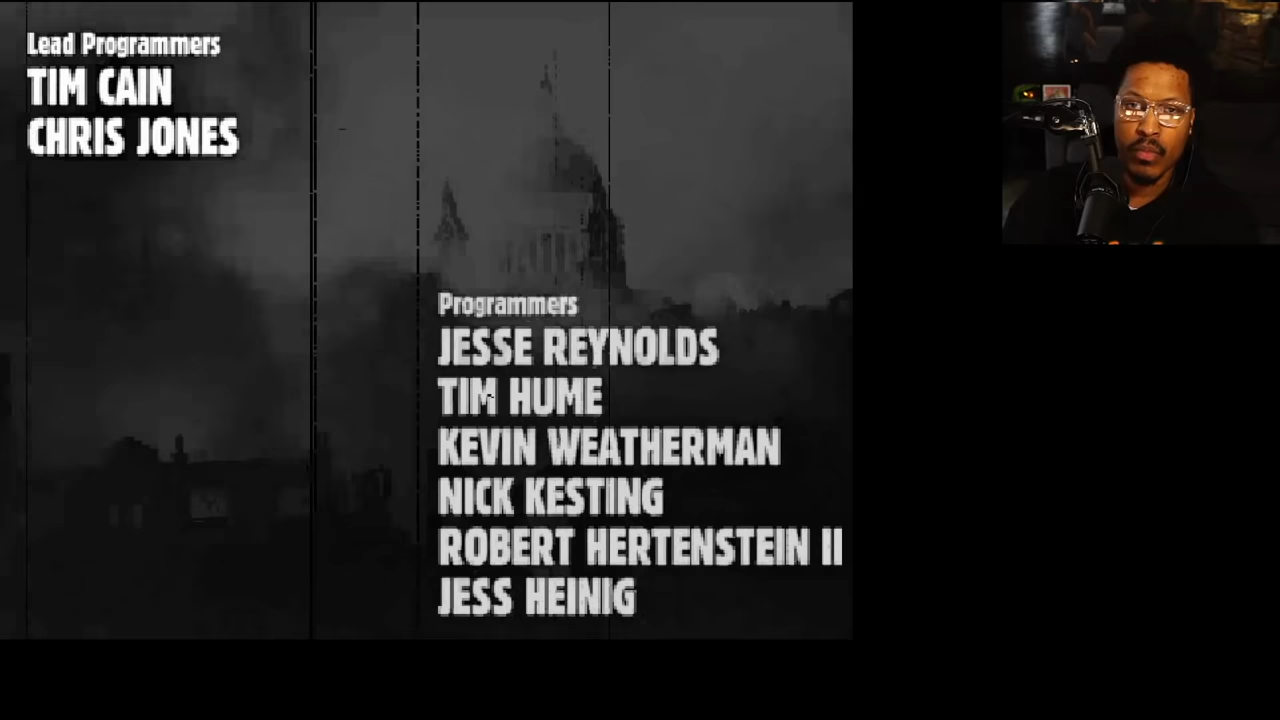 Lead Programmers
TIM CAIN
CHRIS JONES
Programmers
JESSE REYNOLDS
TIM HUME
KEVIN WEATHERMAN
NICK KESTING
ROBERT HERTENSTEIN II
JESS HEINIG